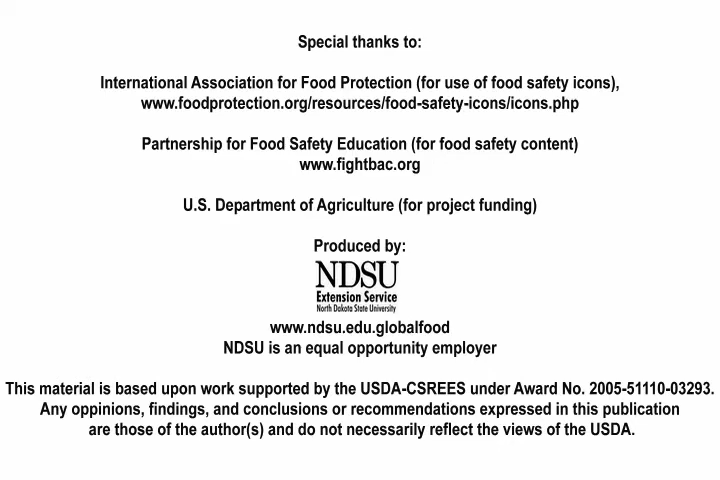 Special thanks to:
International Association for Food Protection (for use of food safety icons),
www.foodprotection.org/resources/food-safety-icons/icons.php
Partnership for Food Safety Education (for food safety content)
www.fightbac.org
U.S. Department of Agriculture (for project funding)
Produced by:
NDSU
Extension Service
North Dakota State University
www.ndsu.edu.globalfood
NDSU is an equal opportunity employer
This material is based upon work supported by the USDA-CSREES under Award No. 2005-51110-03293.
Any oppinions, findings, and conclusions or recommendations expressed in this publication
are those of the author(s) and do not necessarily reflect the views of the USDA.